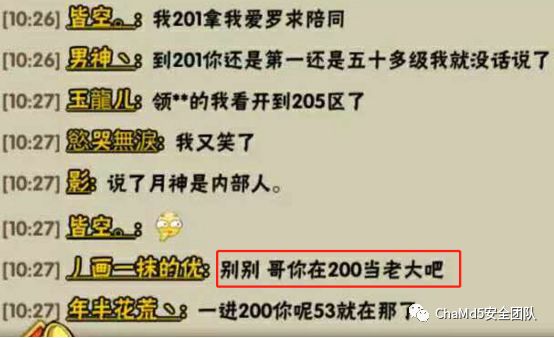 [10:26] 皆空。: 我201拿我爱罗求陪同
[10:26] 男神丶: 到201你还是第一还是五十多级我就没话说了
[10:27] 玉龍儿: 领**的我看开到205区了
[10:27] 慾哭無淚: 我又笑了
[10:27] 影: 说了月神是内部人。
[10:27] 皆空。:
[10:27] 丿画一抹的优: 别别 哥你在200当老大吧
[10:27] 年半花荒丶: 一进200你呢53就在那了
ChaMd5安全团队